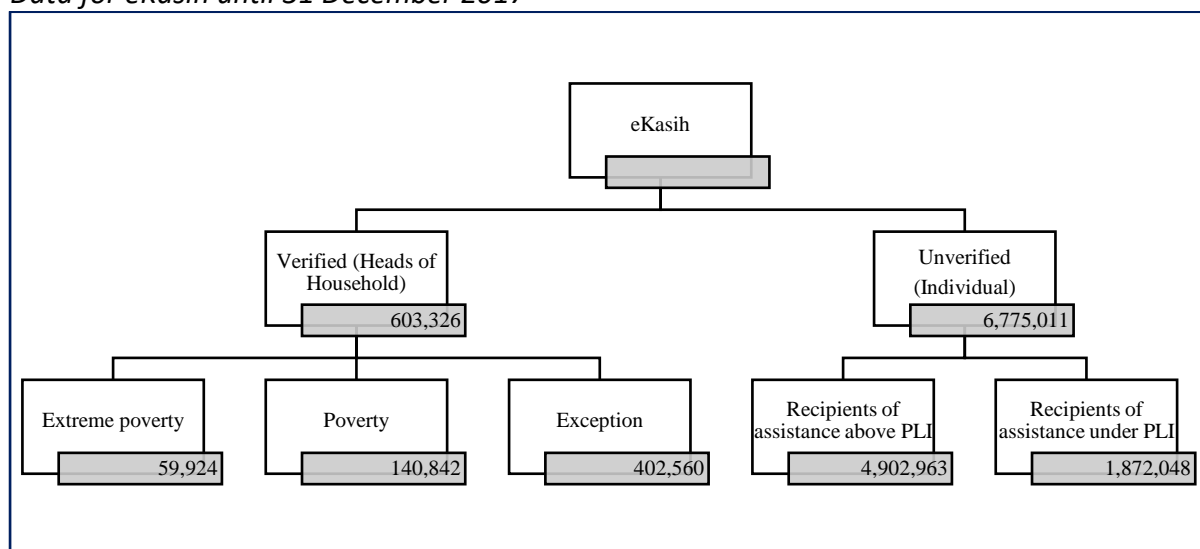 Data for eKasih until 31 December 2017
eKasih
Verified (Heads of
Household)
603,326
Unverified
(Individual)
6,775,011
Extreme poverty
59,924
Poverty
140,842
Exception
402,560
Recipients of
assistance above PLI
4,902,963
Recipients of
assistance under PLI
1,872,048